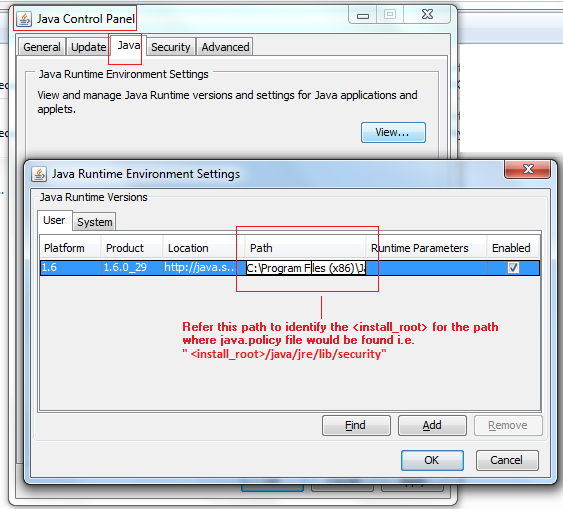 Java Control Panel
General Update Java Security Advanced
Java Runtime Environment Settings
View and manage Java Runtime versions and settings for Java applications and
applets.
View...
Java Runtime Environment Settings
Java Runtime Versions
User System
Platform Product Location Path Runtime Parameters Enabled
1.6 1.6.0_29 http://java.s... C:\Program Files (x86)\Ja
Refer this path to identify the <install_root> for the path
where java.policy file would be found i.e.
" <install_root>/java/jre/lib/security"
Find Add Remove
OK Cancel